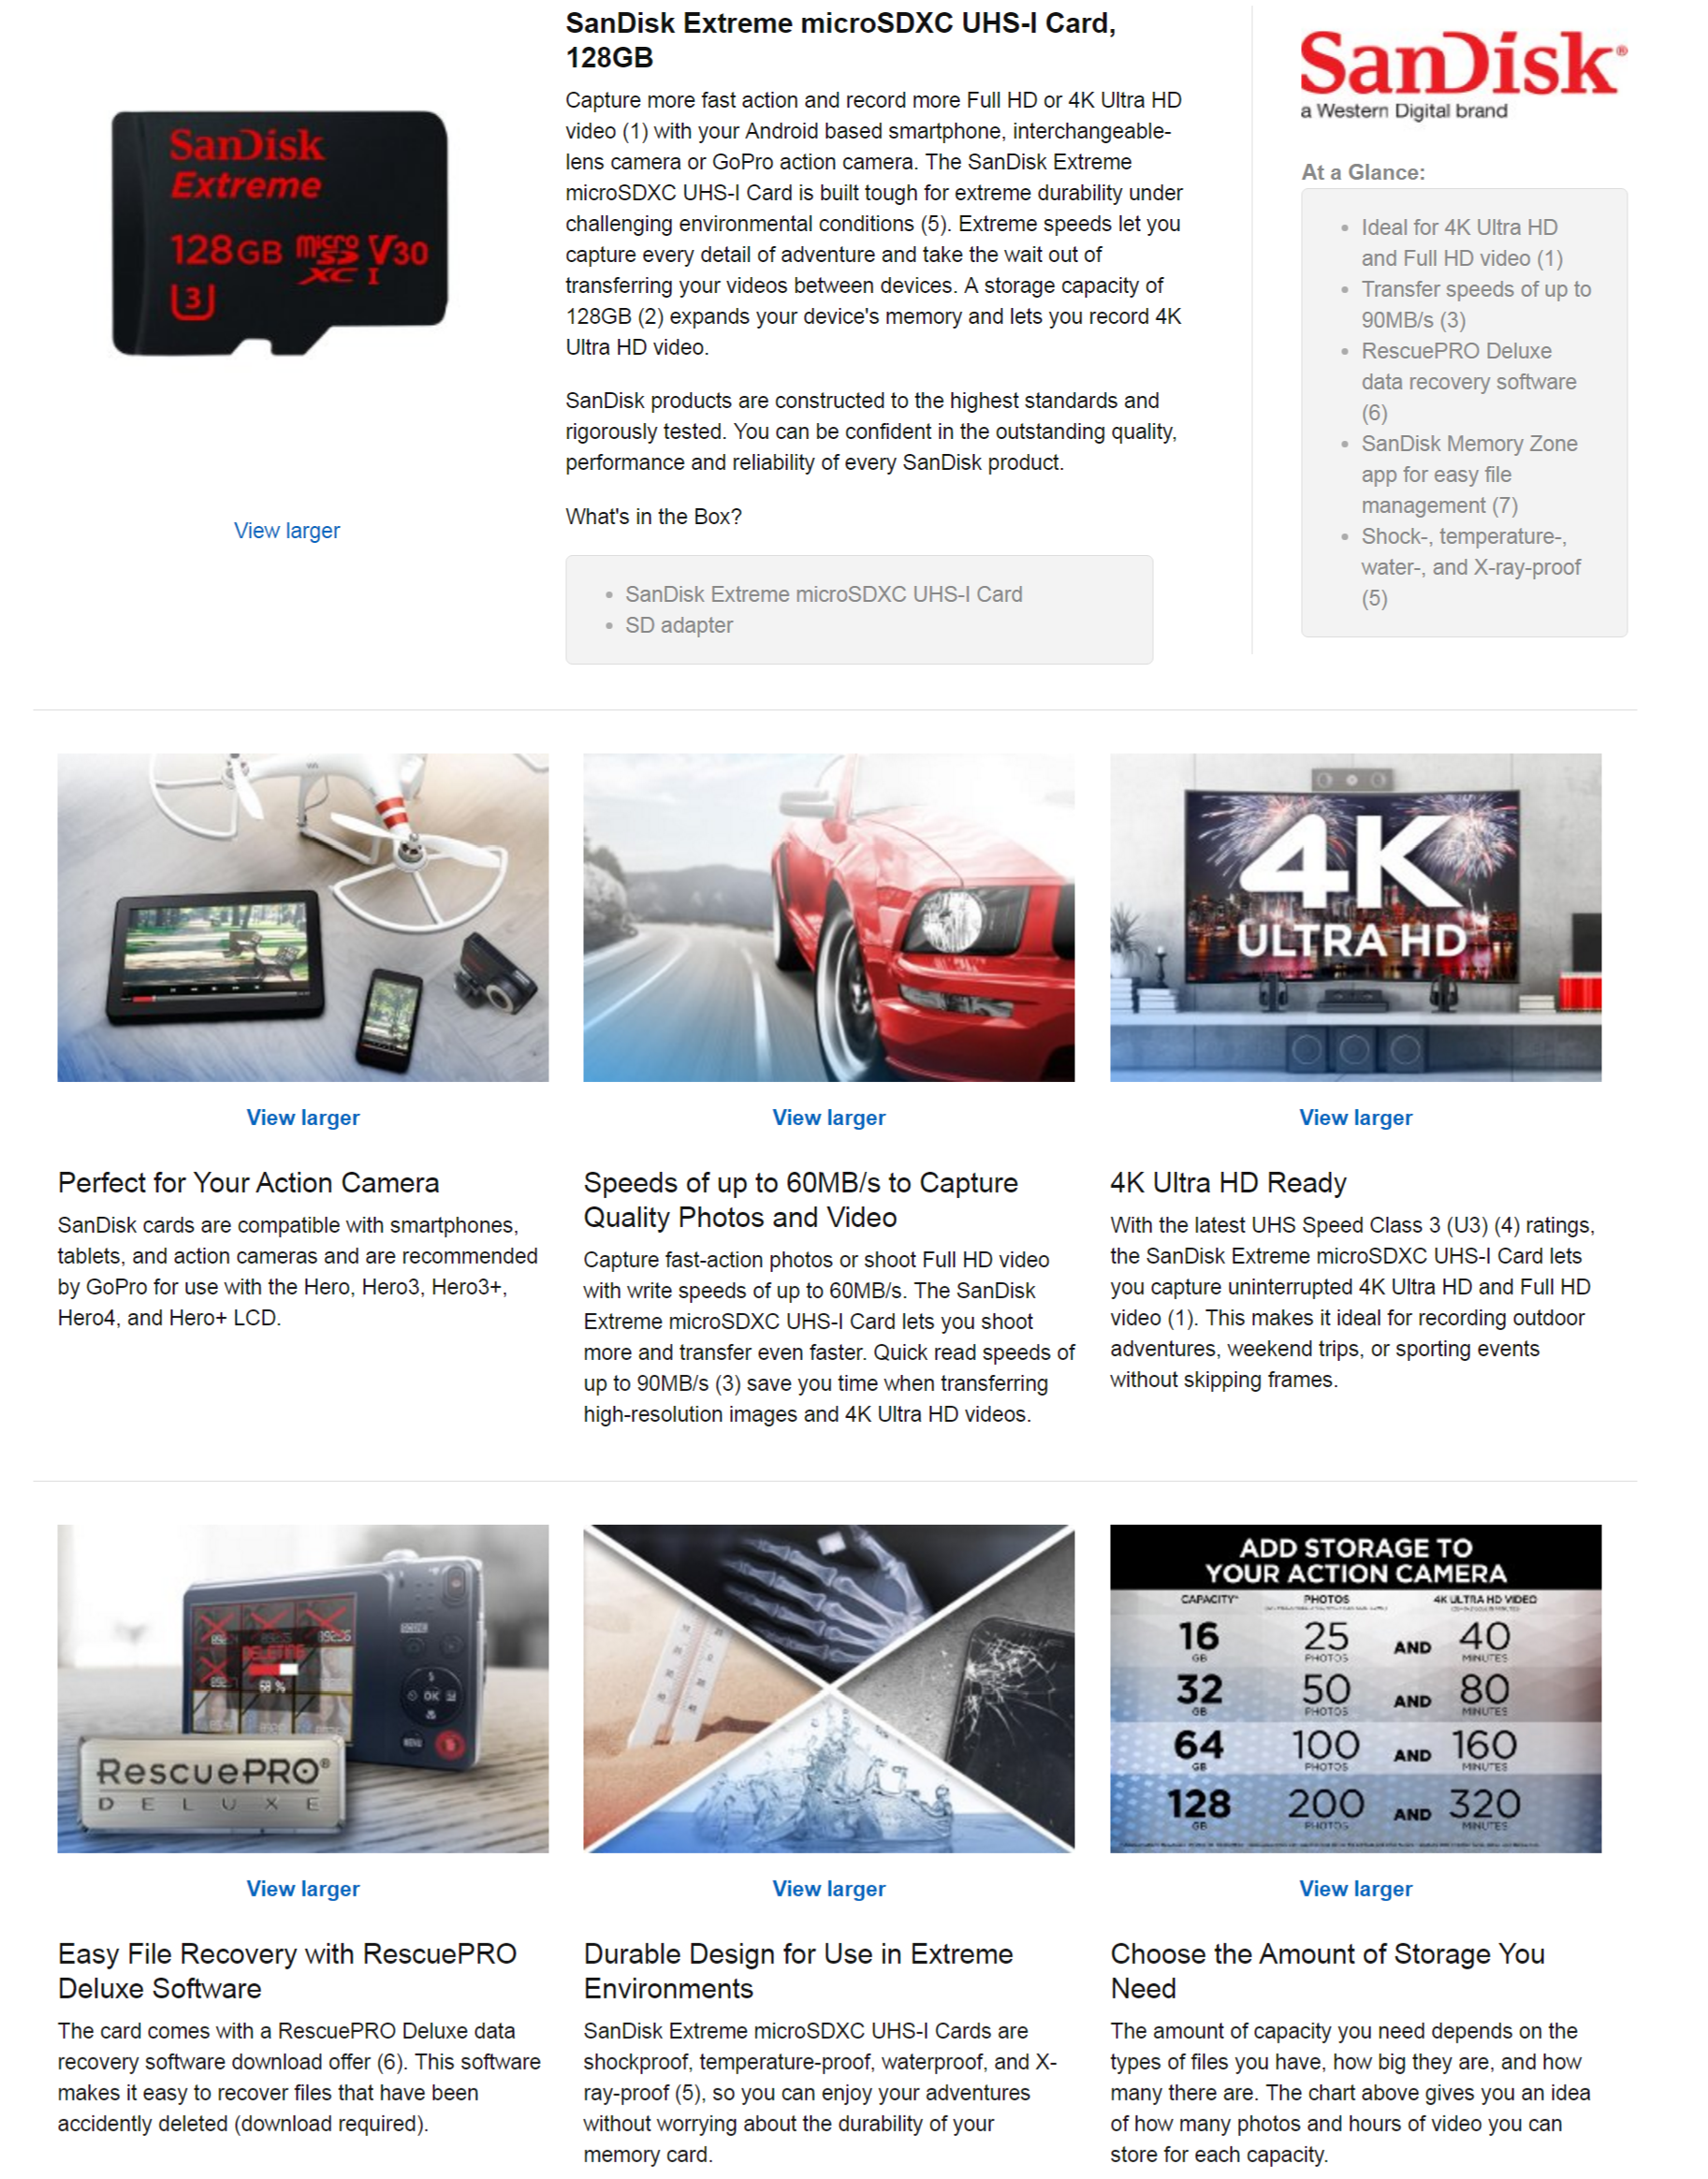 SanDisk Extreme microSDXC UHS-I Card,
128GB
Capture more fast action and record more Full HD or 4K Ultra HD
video (1) with your Android based smartphone, interchangeable-
lens camera or GoPro action camera. The SanDisk Extreme
microSDXC UHS-I Card is built tough for extreme durability under
challenging environmental conditions (5). Extreme speeds let you
capture every detail of adventure and take the wait out of
transferring your videos between devices. A storage capacity of
128GB (2) expands your device's memory and lets you record 4K
Ultra HD video.
SanDisk products are constructed to the highest standards and
rigorously tested. You can be confident in the outstanding quality,
performance and reliability of every SanDisk product.
What's in the Box?
SanDisk Extreme microSDXC UHS-I Card
SD adapter
SanDisk
Extreme
128GB micro SD XC I V30
3
View larger
SanDisk®
a Western Digital brand
At a Glance:
Ideal for 4K Ultra HD
and Full HD video (1)
Transfer speeds of up to
90MB/s (3)
RescuePRO Deluxe
data recovery software
(6)
SanDisk Memory Zone
app for easy file
management (7)
Shock-, temperature-,
water-, and X-ray-proof
(5)
4K
ULTRA HD
View larger
View larger
View larger
Perfect for Your Action Camera
SanDisk cards are compatible with smartphones,
tablets, and action cameras and are recommended
by GoPro for use with the Hero, Hero3, Hero3+,
Hero4, and Hero+ LCD.
Speeds of up to 60MB/s to Capture
Quality Photos and Video
Capture fast-action photos or shoot Full HD video
with write speeds of up to 60MB/s. The SanDisk
Extreme microSDXC UHS-I Card lets you shoot
more and transfer even faster. Quick read speeds of
up to 90MB/s (3) save you time when transferring
high-resolution images and 4K Ultra HD videos.
4K Ultra HD Ready
With the latest UHS Speed Class 3 (U3) (4) ratings,
the SanDisk Extreme microSDXC UHS-I Card lets
you capture uninterrupted 4K Ultra HD and Full HD
video (1). This makes it ideal for recording outdoor
adventures, weekend trips, or sporting events
without skipping frames.
DELETING
68 %
SCENE
OK
MENU
RescuePRO®
DELUXE
ADD STORAGE TO
YOUR ACTION CAMERA
CAPACITY* PHOTOS 4K ULTRA HD VIDEO
16 GB 25 PHOTOS AND 40 MINUTES
32 GB 50 PHOTOS AND 80 MINUTES
64 GB 100 PHOTOS AND 160 MINUTES
128 GB 200 PHOTOS AND 320 MINUTES
View larger
View larger
View larger
Easy File Recovery with RescuePRO
Deluxe Software
The card comes with a RescuePRO Deluxe data
recovery software download offer (6). This software
makes it easy to recover files that have been
accidently deleted (download required).
Durable Design for Use in Extreme
Environments
SanDisk Extreme microSDXC UHS-I Cards are
shockproof, temperature-proof, waterproof, and X-
ray-proof (5), so you can enjoy your adventures
without worrying about the durability of your
memory card.
Choose the Amount of Storage You
Need
The amount of capacity you need depends on the
types of files you have, how big they are, and how
many there are. The chart above gives you an idea
of how many photos and hours of video you can
store for each capacity.